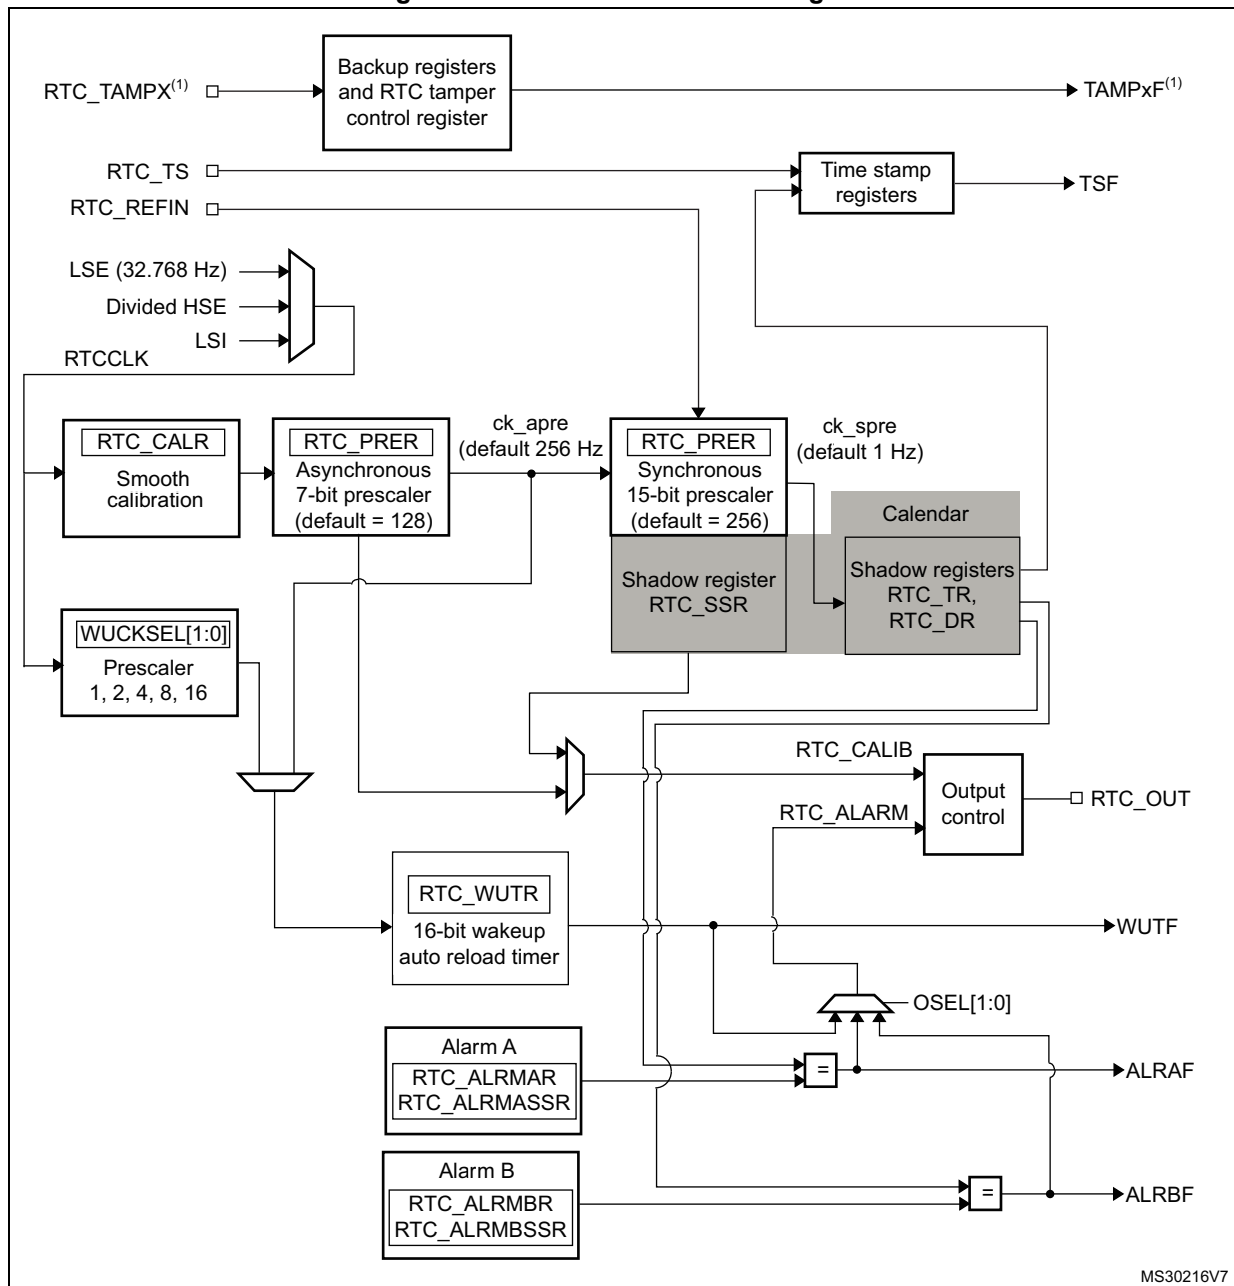 RTC_TAMPX(1)
Backup registers
and RTC tamper
control register
TAMPxF(1)
RTC_TS
Time stamp
registers
TSF
RTC_REFIN
LSE (32.768 Hz)
Divided HSE
LSI
RTCCLK
RTC_CALR
Smooth
calibration
RTC_PRER
Asynchronous
7-bit prescaler
(default = 128)
ck_apre
(default 256 Hz
RTC_PRER
Synchronous
15-bit prescaler
(default = 256)
ck_spre
(default 1 Hz)
Calendar
Shadow register
RTC_SSR
Shadow registers
RTC_TR,
RTC_DR
WUCKSEL[1:0]
Prescaler
1, 2, 4, 8, 16
RTC_CALIB
RTC_ALARM
Output
control
RTC_OUT
RTC_WUTR
16-bit wakeup
auto reload timer
WUTF
OSEL[1:0]
Alarm A
RTC_ALRMAR
RTC_ALRMASSR
=
ALRAF
Alarm B
RTC_ALRMBR
RTC_ALRMBSSR
=
ALRBF
MS30216V7